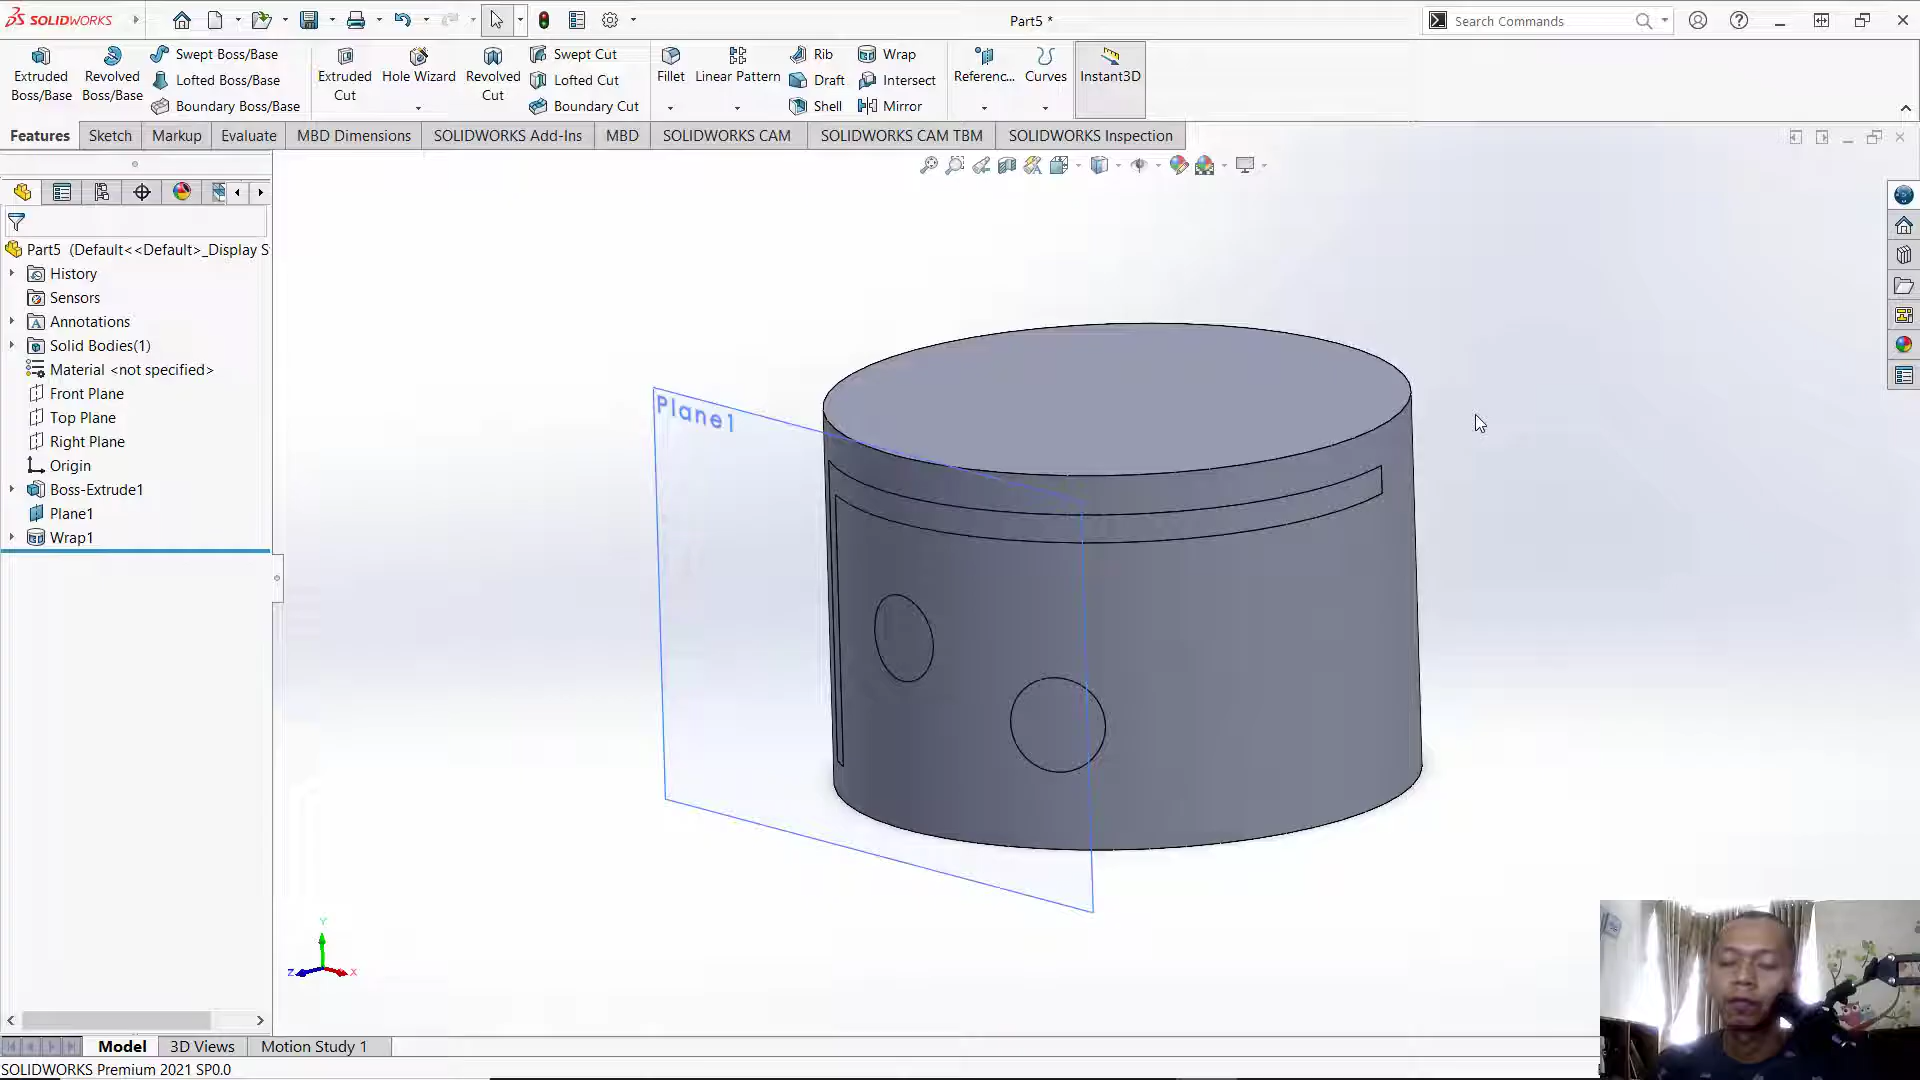 SOLIDWORKS
Part5 *
Search Commands
Extruded Boss/Base
Revolved Boss/Base
Swept Boss/Base
Lofted Boss/Base
Boundary Boss/Base
Extruded Cut
Hole Wizard
Revolved Cut
Swept Cut
Lofted Cut
Boundary Cut
Fillet
Linear Pattern
Rib
Draft
Shell
Wrap
Intersect
Mirror
Referenc...
Curves
Instant3D
Features
Sketch
Markup
Evaluate
MBD Dimensions
SOLIDWORKS Add-Ins
MBD
SOLIDWORKS CAM
SOLIDWORKS CAM TBM
SOLIDWORKS Inspection
Part5 (Default<<Default>_Display S
History
Sensors
Annotations
Solid Bodies(1)
Material <not specified>
Front Plane
Top Plane
Right Plane
Origin
Boss-Extrude1
Plane1
Wrap1
Plane1
Y
Z
X
Model
3D Views
Motion Study 1
SOLIDWORKS Premium 2021 SP0.0